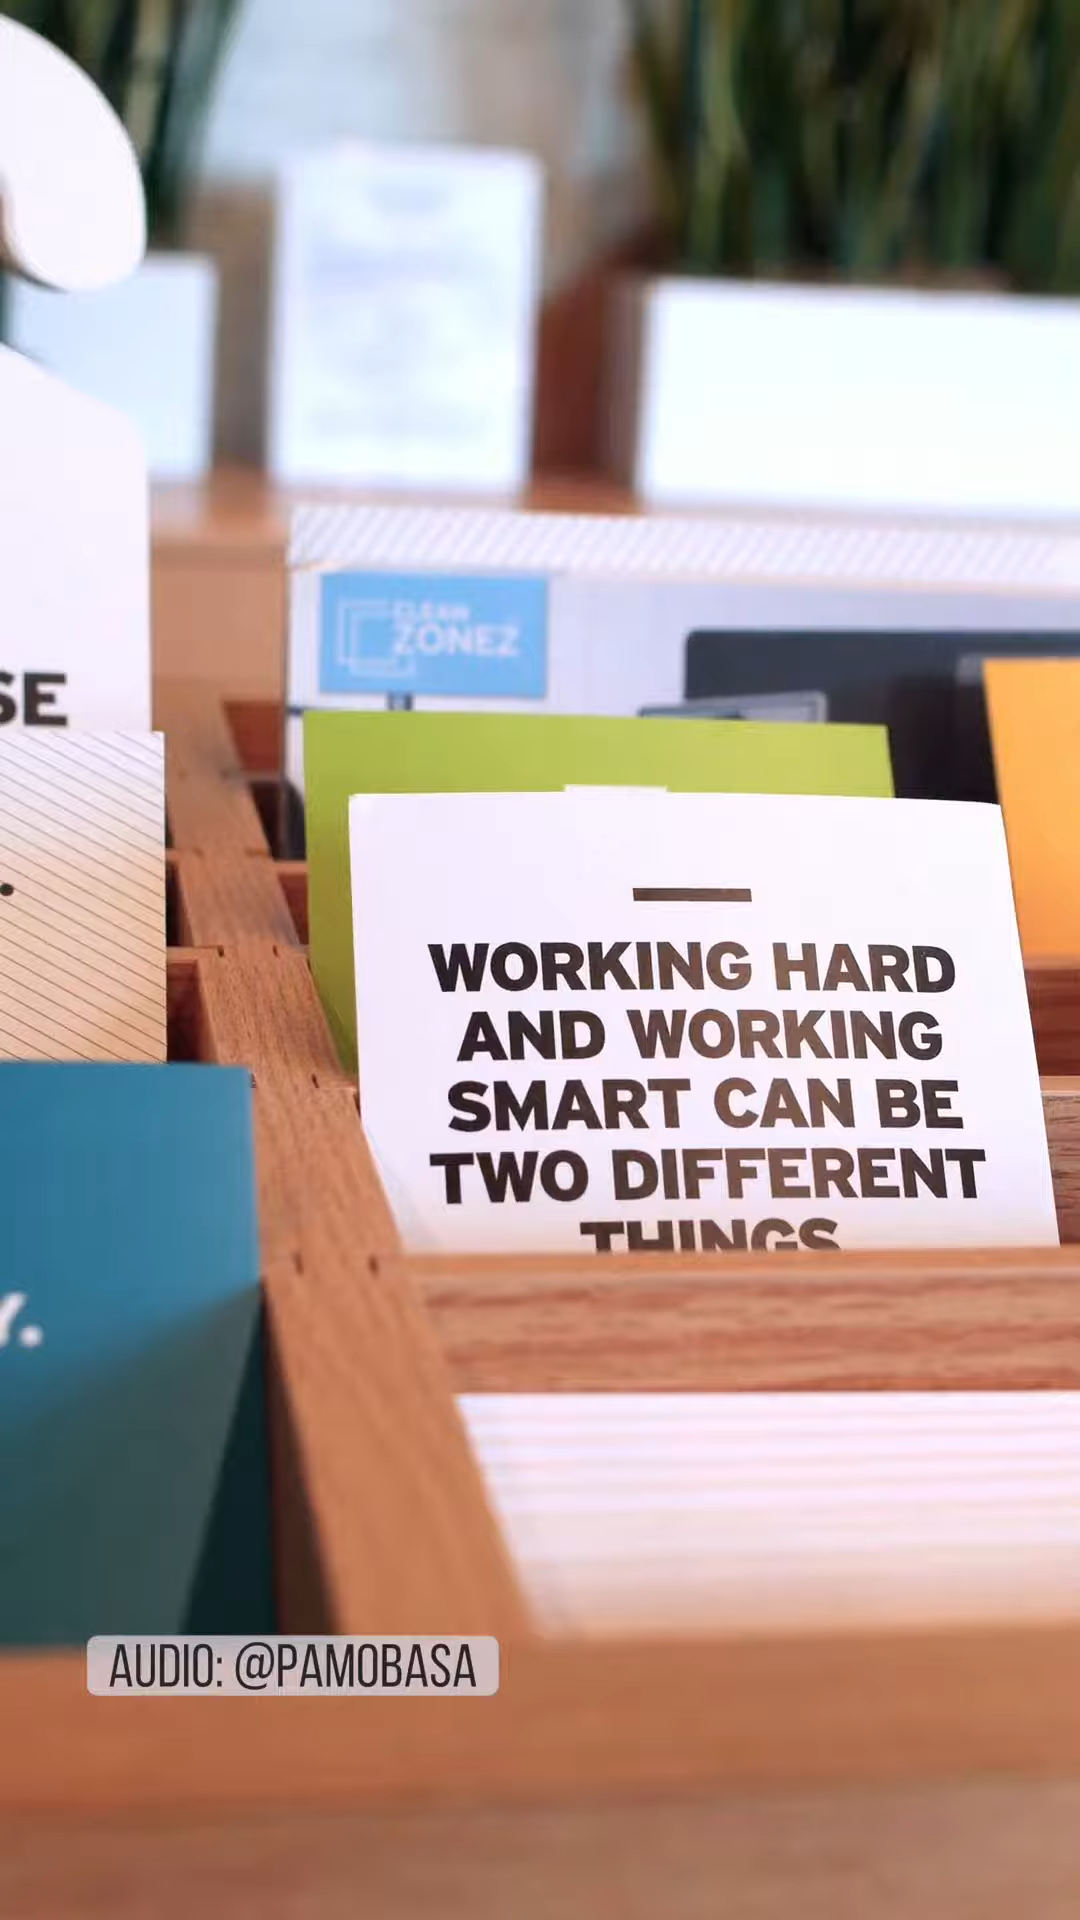 CLEAN
ZONEZ
SE
WORKING HARD
AND WORKING
SMART CAN BE
TWO DIFFERENT
THINGS
Y.
AUDIO: @PAMOBASA